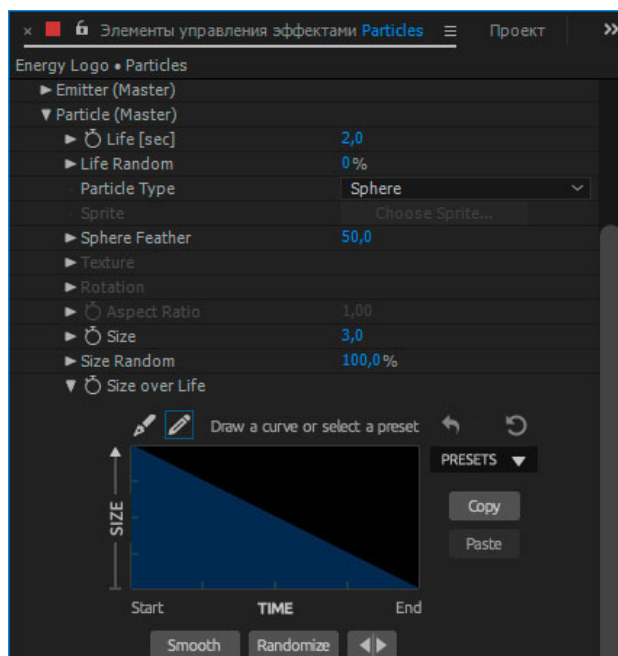 Элементы управления эффектами Particles Проект
Energy Logo • Particles
Emitter (Master)
Particle (Master)
Life [sec] 2,0
Life Random 0%
Particle Type Sphere
Sprite Choose Sprite...
Sphere Feather 50,0
Texture
Rotation
Aspect Ratio 1,00
Size 3,0
Size Random 100,0%
Size over Life
Draw a curve or select a preset
PRESETS
SIZE
Copy
Paste
Start TIME End
Smooth Randomize